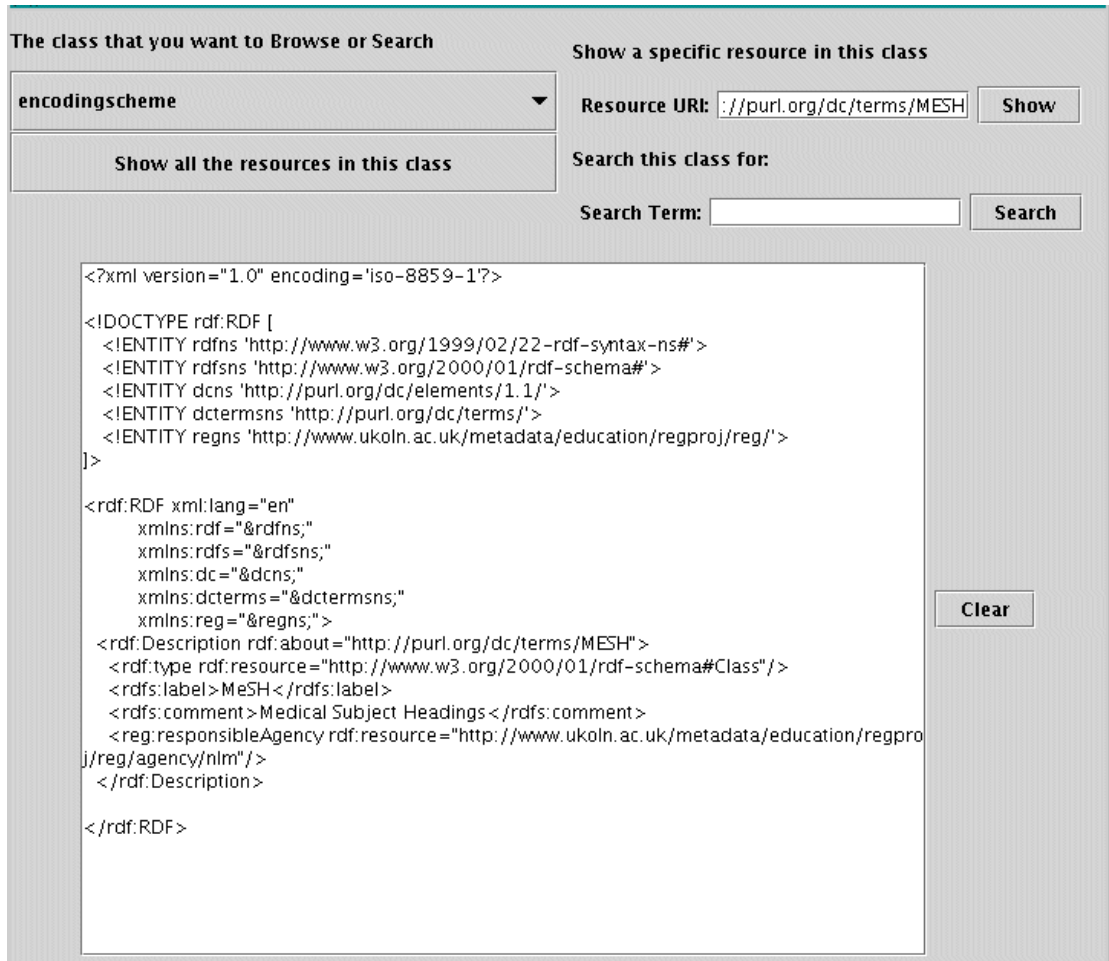 The class that you want to Browse or Search
encodingscheme
Show all the resources in this class
Show a specific resource in this class
Resource URI: ://purl.org/dc/terms/MESH Show
Search this class for:
Search Term: Search
<?xml version="1.0" encoding='iso-8859-1'?>
<!DOCTYPE rdf:RDF [
<!ENTITY rdfns 'http://www.w3.org/1999/02/22-rdf-syntax-ns#'>
<!ENTITY rdfsns 'http://www.w3.org/2000/01/rdf-schema#'>
<!ENTITY dcns 'http://purl.org/dc/elements/1.1/'>
<!ENTITY dctermsns 'http://purl.org/dc/terms/'>
<!ENTITY regns 'http://www.ukoln.ac.uk/metadata/education/regproj/reg/'>
]>
<rdf:RDF xml:lang="en"
xmlns:rdf="&rdfns;"
xmlns:rdfs="&rdfsns;"
xmlns:dc="&dcns;"
xmlns:dcterms="&dctermsns;"
xmlns:reg="&regns;">
<rdf:Description rdf:about="http://purl.org/dc/terms/MESH">
<rdf:type rdf:resource="http://www.w3.org/2000/01/rdf-schema#Class"/>
<rdfs:label>MeSH</rdfs:label>
<rdfs:comment>Medical Subject Headings</rdfs:comment>
<reg:responsibleAgency rdf:resource="http://www.ukoln.ac.uk/metadata/education/regpro
j/reg/agency/nlm"/>
</rdf:Description>
</rdf:RDF>
Clear